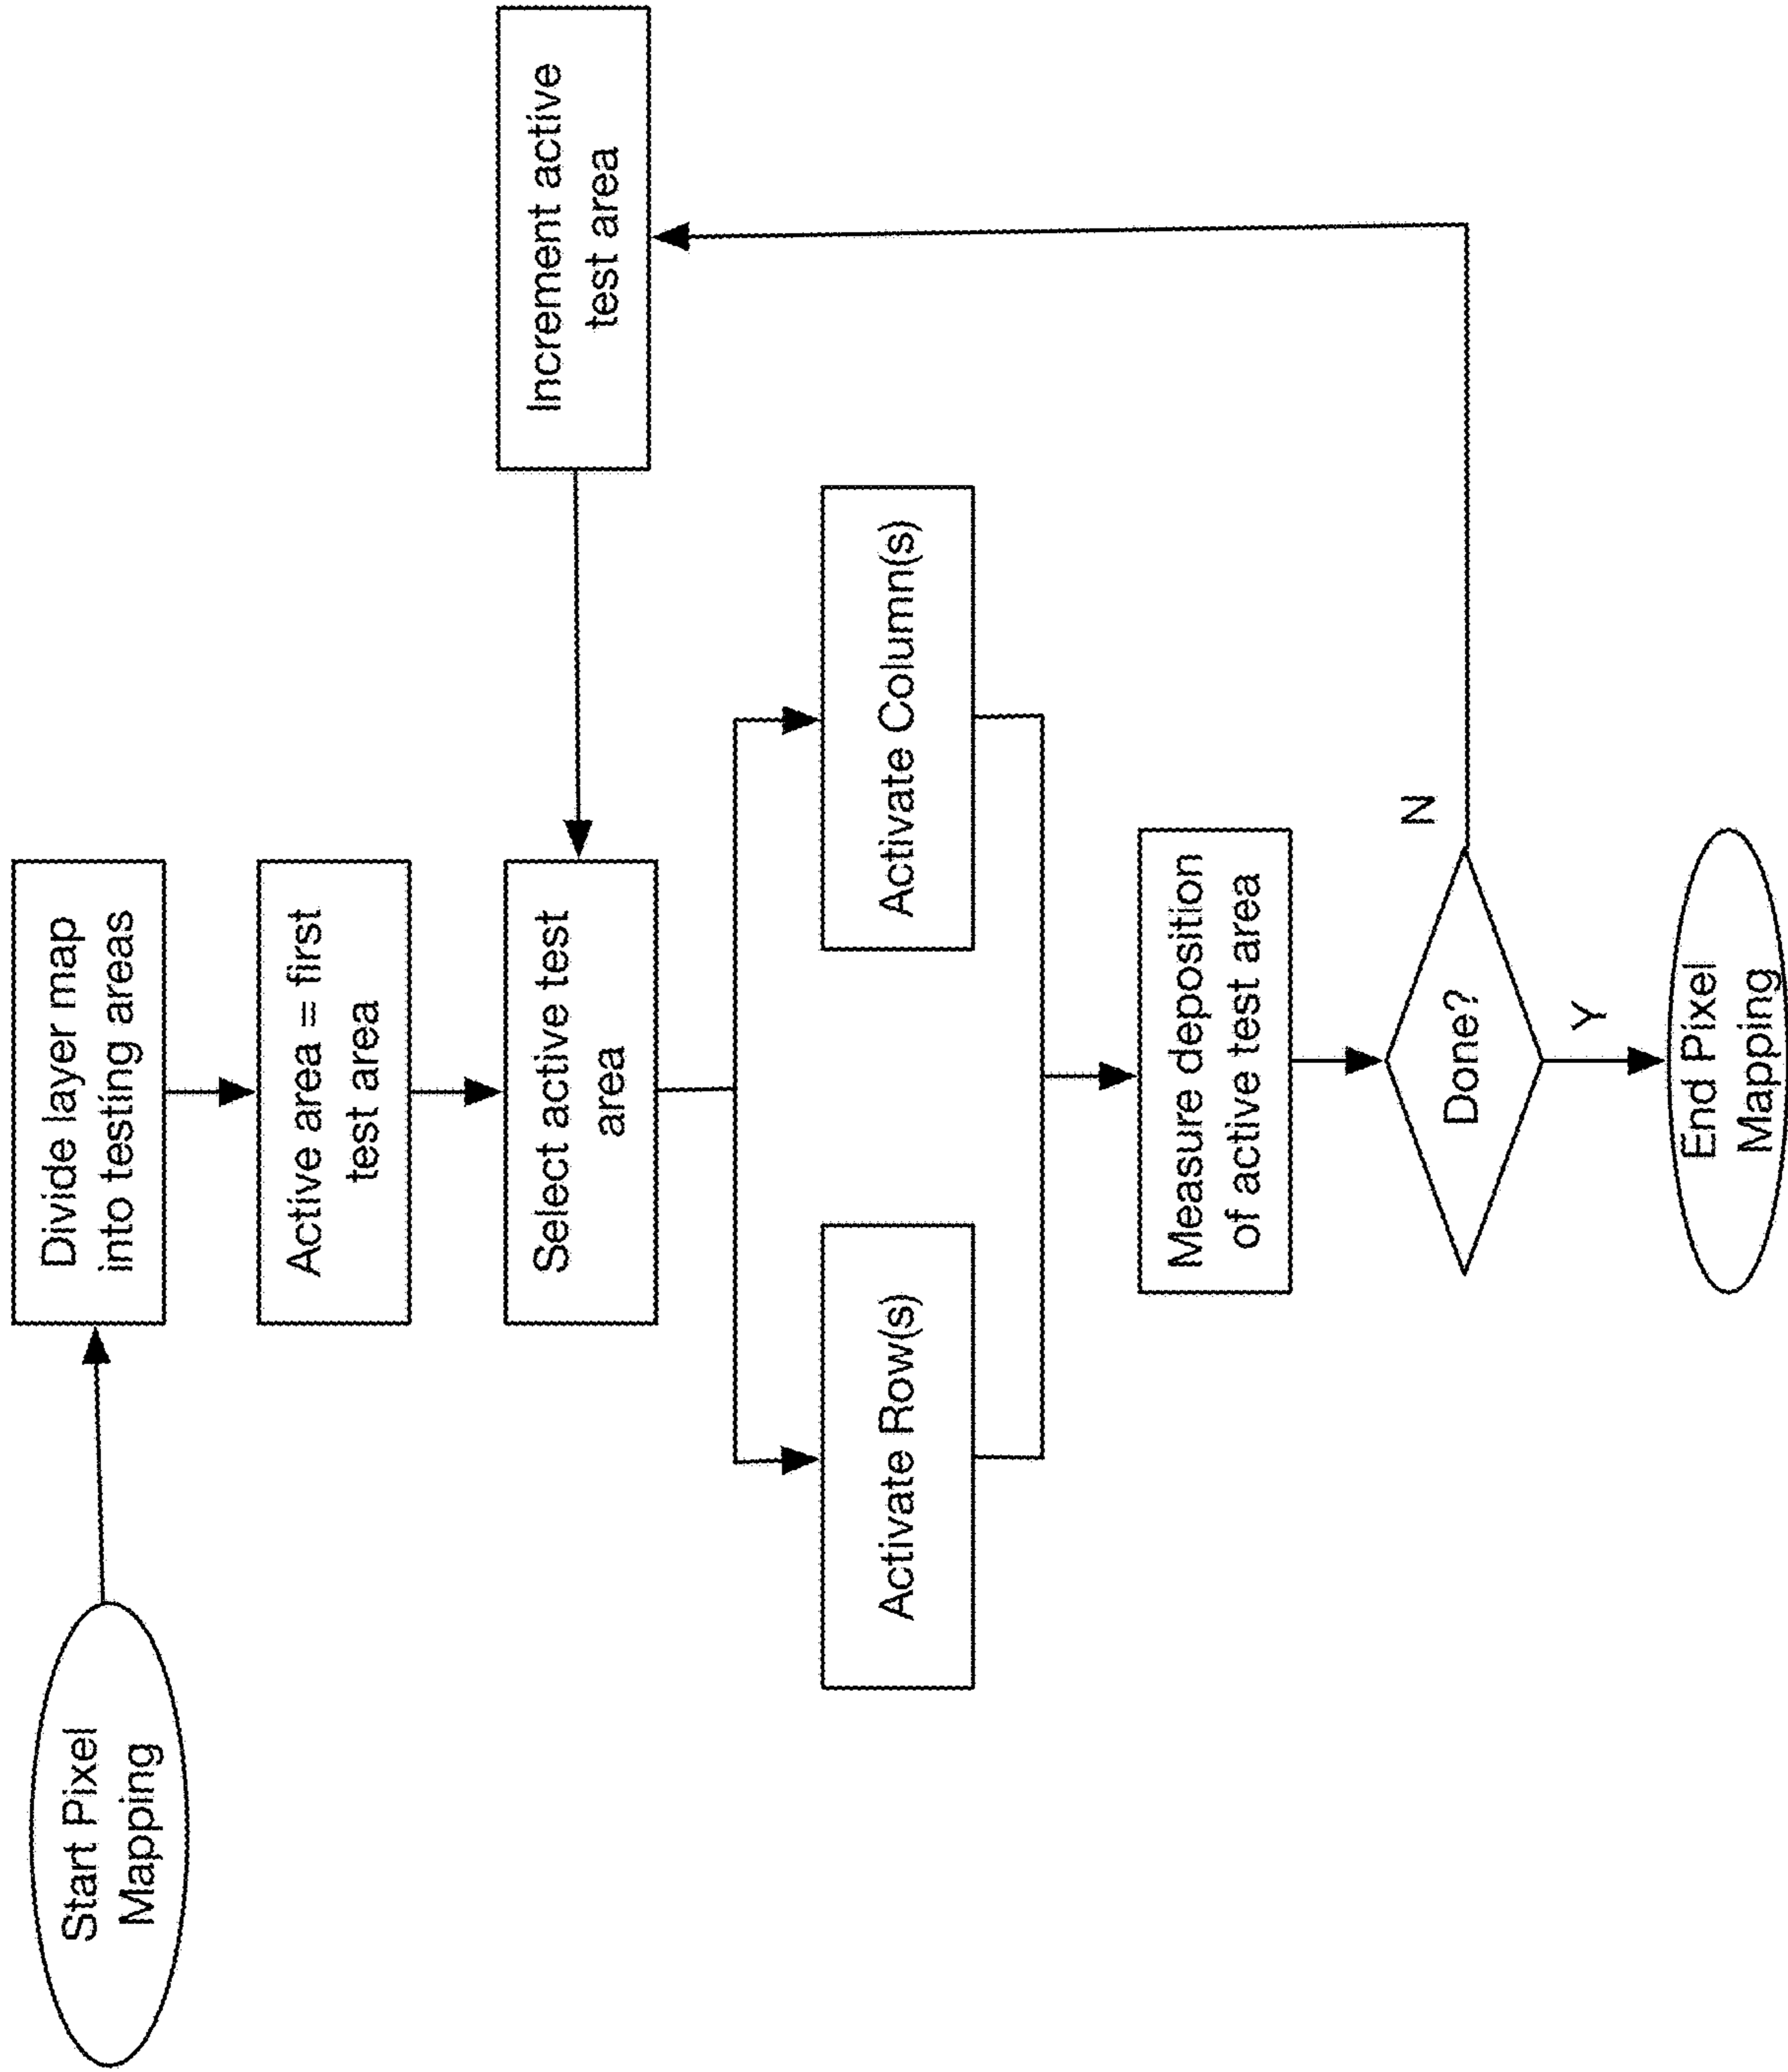 Start Pixel
Mapping
Divide layer map
into testing areas
Active area = first
test area
Select active test
area
Increment active
test area
Activate Row(s)
Activate Column(s)
Measure deposition
of active test area
Done?
N
Y
End Pixel
Mapping